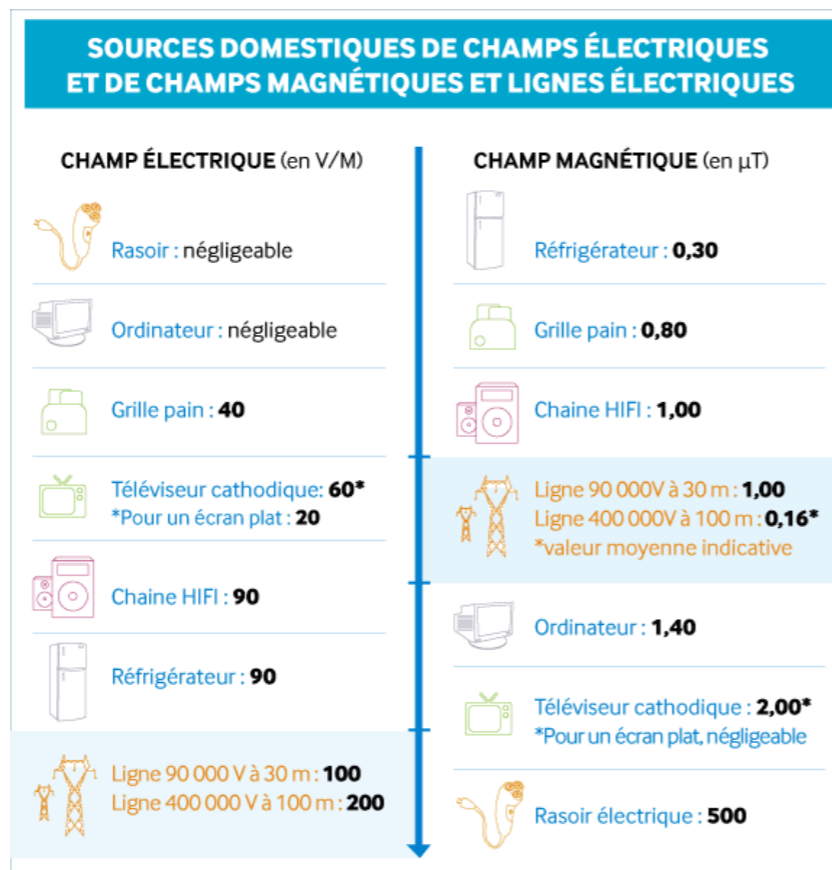 SOURCES DOMESTIQUES DE CHAMPS ÉLECTRIQUES
ET DE CHAMPS MAGNÉTIQUES ET LIGNES ÉLECTRIQUES
CHAMP ÉLECTRIQUE (en V/M)
Rasoir : négligeable
Ordinateur : négligeable
Grille pain : 40
Téléviseur cathodique: 60*
*Pour un écran plat : 20
Chaine HIFI : 90
Réfrigérateur : 90
Ligne 90 000 V à 30 m : 100
Ligne 400 000 V à 100 m : 200
CHAMP MAGNÉTIQUE (en µT)
Réfrigérateur : 0,30
Grille pain : 0,80
Chaine HIFI : 1,00
Ligne 90 000V à 30 m : 1,00
Ligne 400 000V à 100 m : 0,16*
*valeur moyenne indicative
Ordinateur : 1,40
Téléviseur cathodique : 2,00*
*Pour un écran plat, négligeable
Rasoir électrique : 500